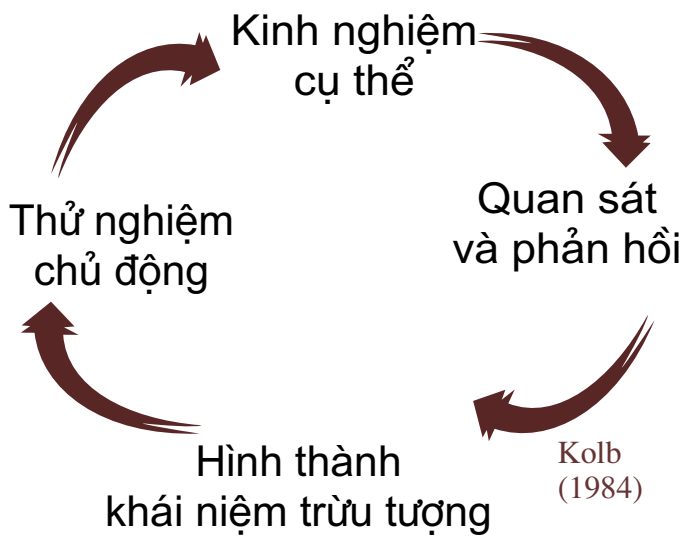 Kinh nghiệm
cụ thể
Quan sát
và phản hồi
Thử nghiệm
chủ động
Hình thành
khái niệm trừu tượng
Kolb
(1984)